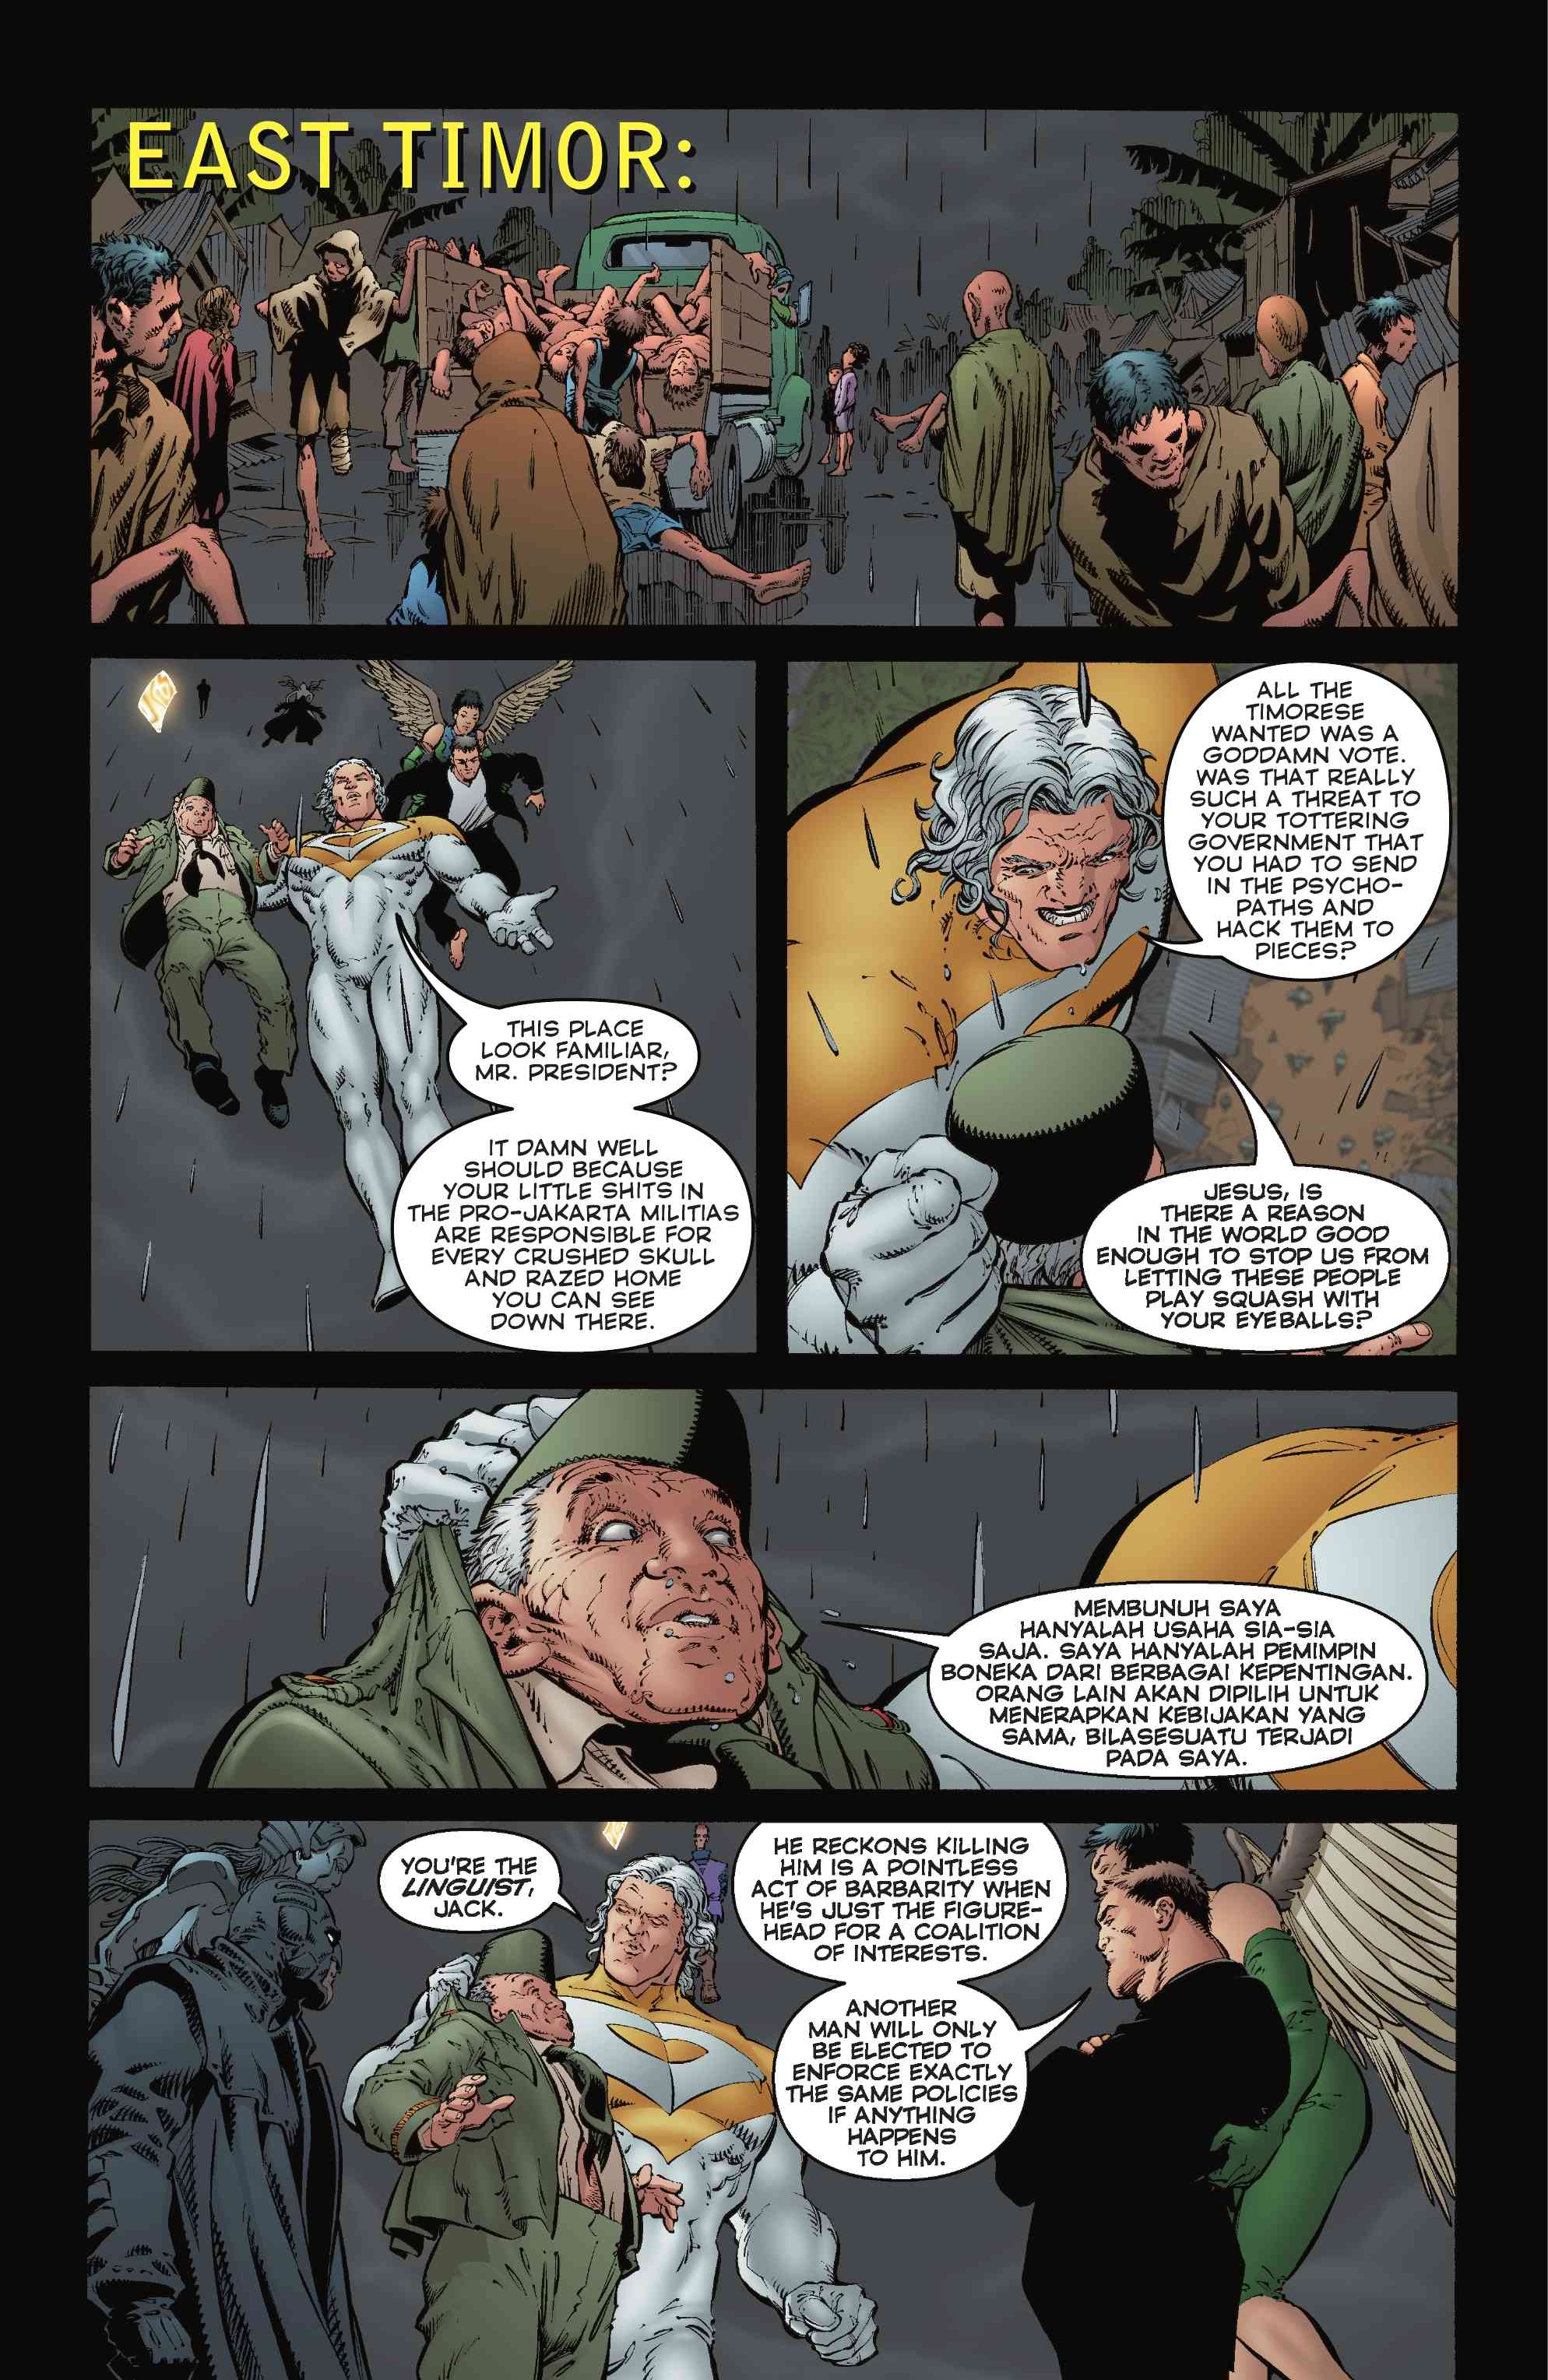 EAST TIMOR:
THIS PLACE
LOOK FAMILIAR,
MR. PRESIDENT?
IT DAMN WELL
SHOULD BECAUSE
YOUR LITTLE SHITS IN
THE PRO-JAKARTA MILITIAS
ARE RESPONSIBLE FOR
EVERY CRUSHED SKULL
AND RAZED HOME
YOU CAN SEE
DOWN THERE.
ALL THE
TIMORESE
WANTED WAS A
GODDAMN VOTE.
WAS THAT REALLY
SUCH A THREAT TO
YOUR TOTTERING
GOVERNMENT THAT
YOU HAD TO SEND
IN THE PSYCHO-
PATHS AND
HACK THEM TO
PIECES?
JESUS, IS
THERE A REASON
IN THE WORLD GOOD
ENOUGH TO STOP US FROM
LETTING THESE PEOPLE
PLAY SQUASH WITH
YOUR EYEBALLS?
MEMBUNUH SAYA
HANYALAH USAHA SIA-SIA
SAJA. SAYA HANYALAH PEMIMPIN
BONEKA DARI BERBAGAI KEPENTINGAN.
ORANG LAIN AKAN DIPILIH UNTUK
MENERAPKAN KEBIJAKAN YANG
SAMA, BILASESUATU TERJADI
PADA SAYA.
YOU'RE THE
LINGUIST,
JACK.
HE RECKONS KILLING
HIM IS A POINTLESS
ACT OF BARBARITY WHEN
HE'S JUST THE FIGURE-
HEAD FOR A COALITION
OF INTERESTS.
ANOTHER
MAN WILL ONLY
BE ELECTED TO
ENFORCE EXACTLY
THE SAME POLICIES
IF ANYTHING
HAPPENS
TO HIM.